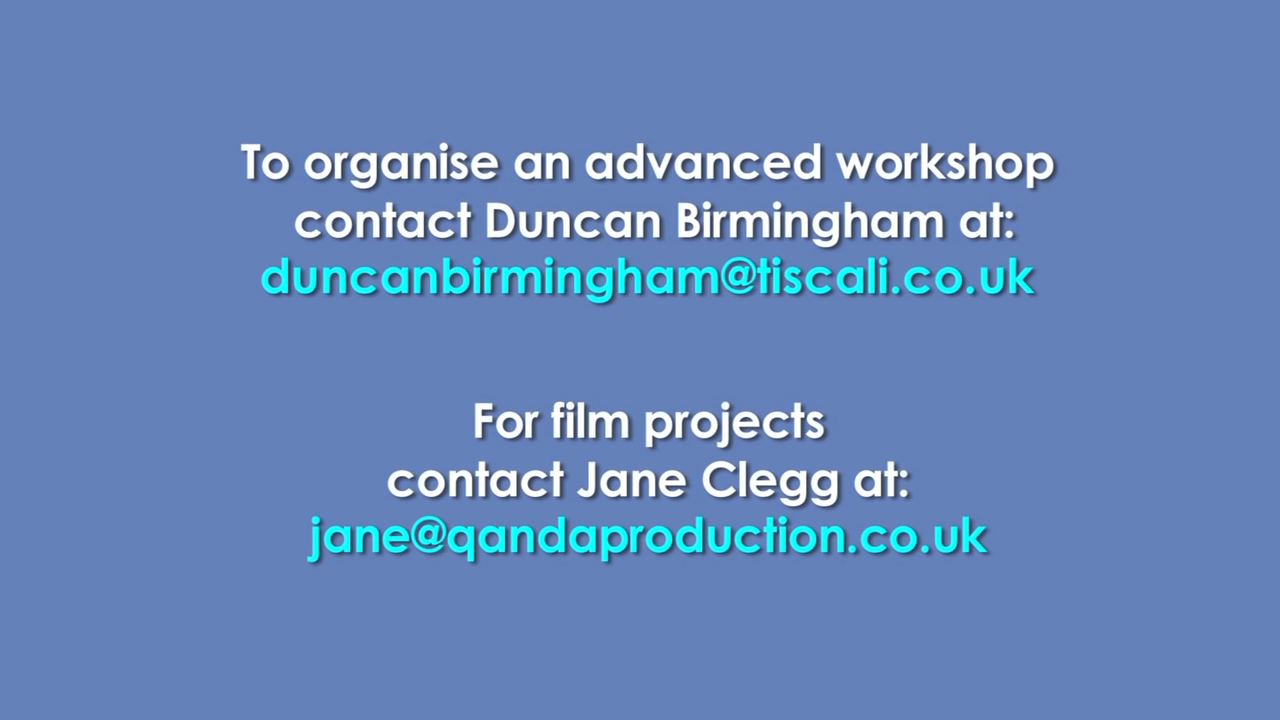 To organise an advanced workshop
contact Duncan Birmingham at:
duncanbirmingham@tiscali.co.uk
For film projects
contact Jane Clegg at:
jane@qandaproduction.co.uk